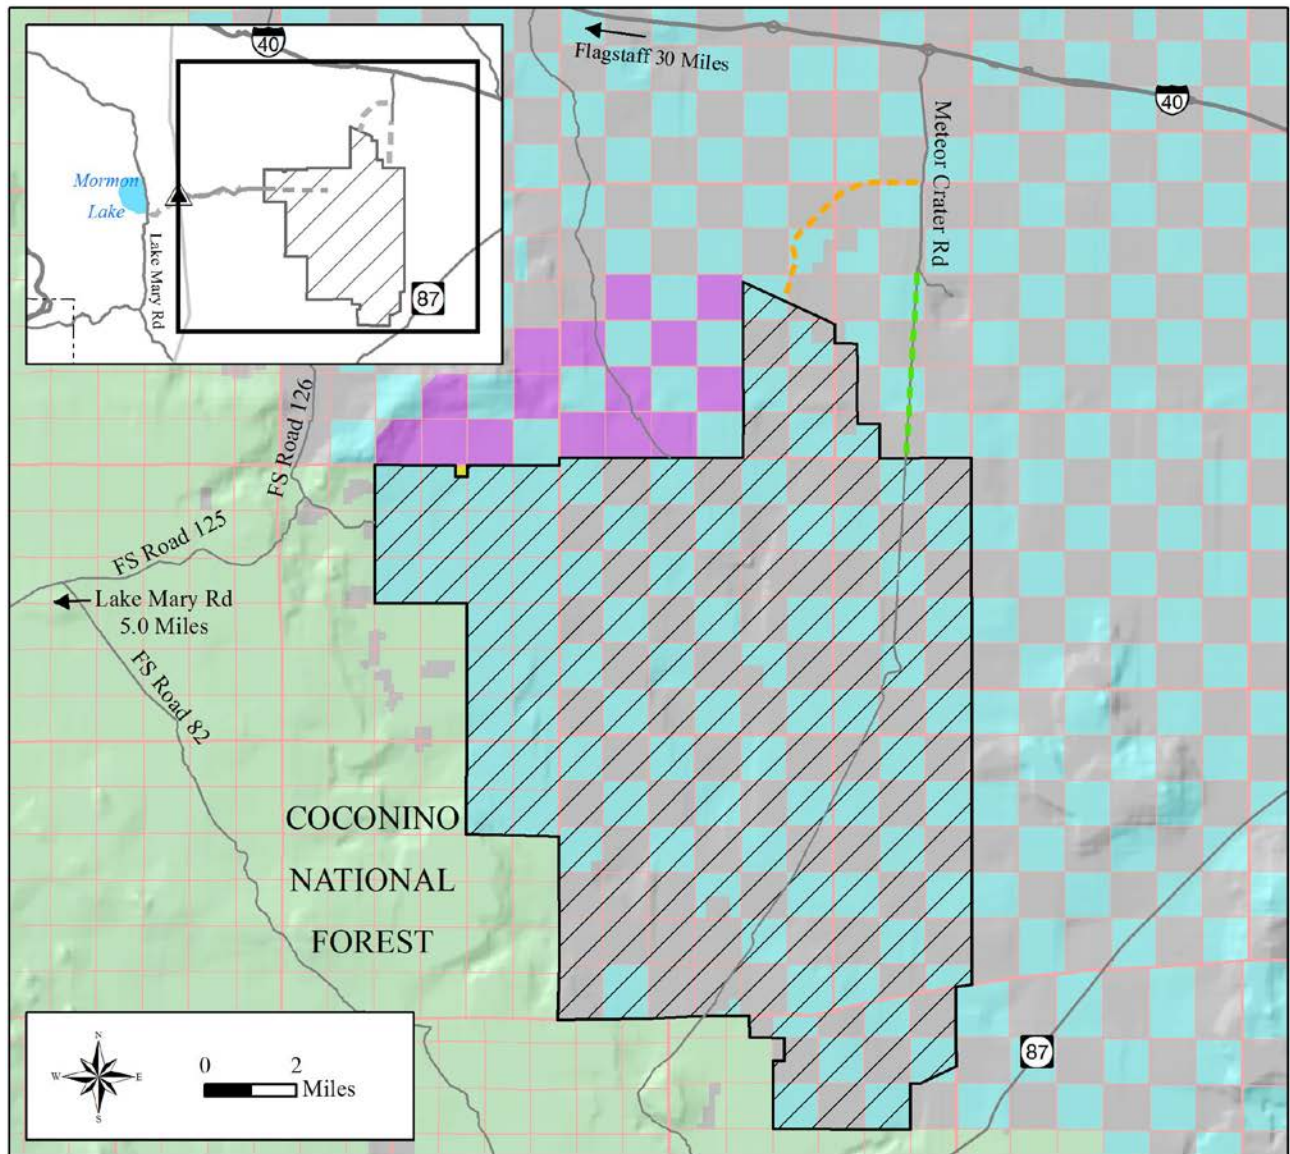 40
Mormon
Lake
Lake Mary Rd
87
Flagstaff 30 Miles
40
Meteor Crater Rd
FS Road 126
FS Road 125
Lake Mary Rd
5.0 Miles
FS Road 82
COCONINO
NATIONAL
FOREST
N
W E
S
0 2
Miles
87